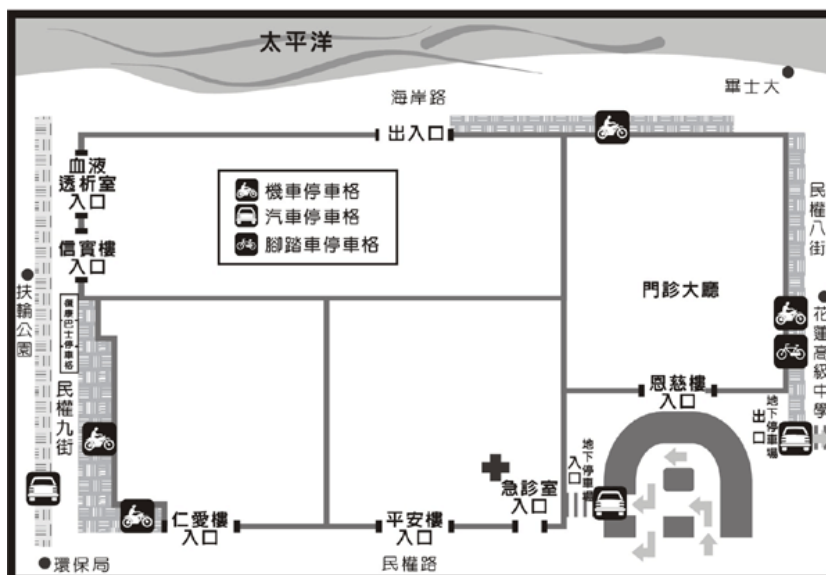 太平洋
畢士大
海岸路
出入口
血液
透析室
入口
機車停車格
汽車停車格
腳踏車停車格
民權八街
信實樓
入口
扶輪公園
門診大廳
復康巴士停車格
花蓮高級中學
民權九街
恩慈樓
入口
地下停車場
出口
地下停車場
入口
急診室
入口
仁愛樓
入口
平安樓
入口
環保局
民權路